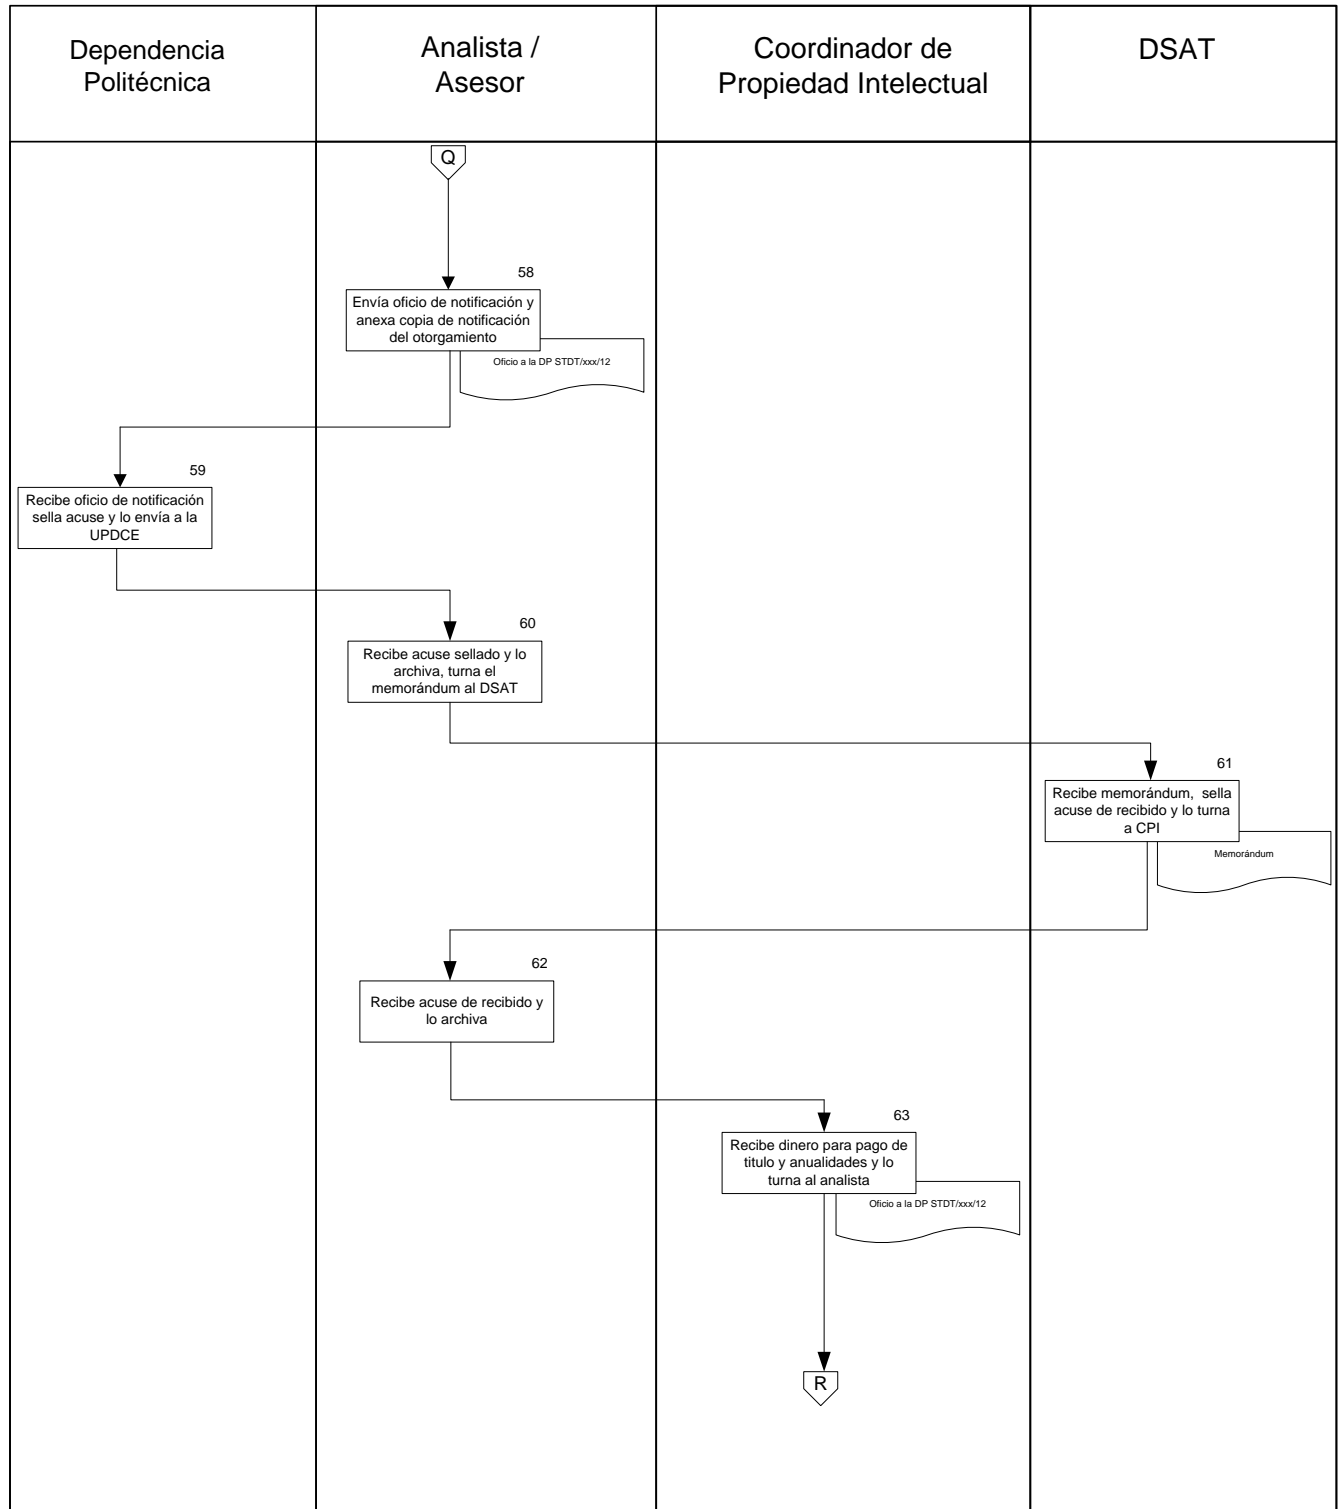 Dependencia
Politécnica
Analista /
Asesor
Coordinador de
Propiedad Intelectual
DSAT
Q
58
Envía oficio de notificación y
anexa copia de notificación
del otorgamiento
Oficio a la DP STDT/xxx/12
59
Recibe oficio de notificación
sella acuse y lo envía a la
UPDCE
60
Recibe acuse sellado y lo
archiva, turna el
memorándum al DSAT
61
Recibe memorándum, sella
acuse de recibido y lo turna
a CPI
Memorándum
62
Recibe acuse de recibido y
lo archiva
63
Recibe dinero para pago de
titulo y anualidades y lo
turna al analista
Oficio a la DP STDT/xxx/12
R